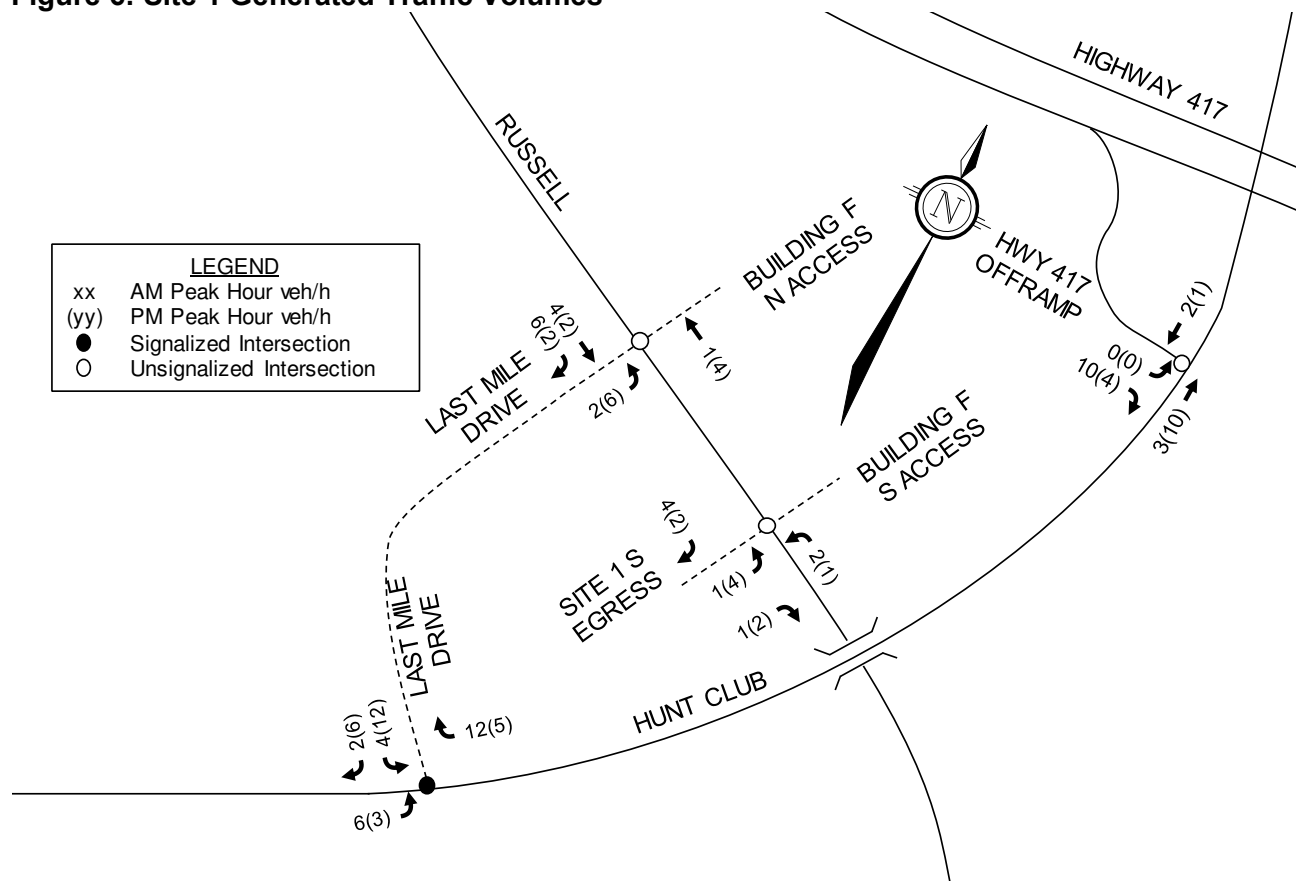 Figure 6: Site 1 Generated Traffic Volumes
HIGHWAY 417
RUSSELL
BUILDING F
N ACCESS
N
HWY 417
OFFRAMP
LEGEND
xx AM Peak Hour veh/h
(yy) PM Peak Hour veh/h
Signalized Intersection
Unsignalized Intersection
4(2)
6(2)
2(1)
0(0)
10(4)
3(10)
1(4)
LAST MILE
DRIVE
2(6)
BUILDING F
S ACCESS
4(2)
SITE 1 S
EGRESS
1(4)
2(1)
1(2)
LAST MILE
DRIVE
HUNT CLUB
2(6)
4(12)
12(5)
6(3)